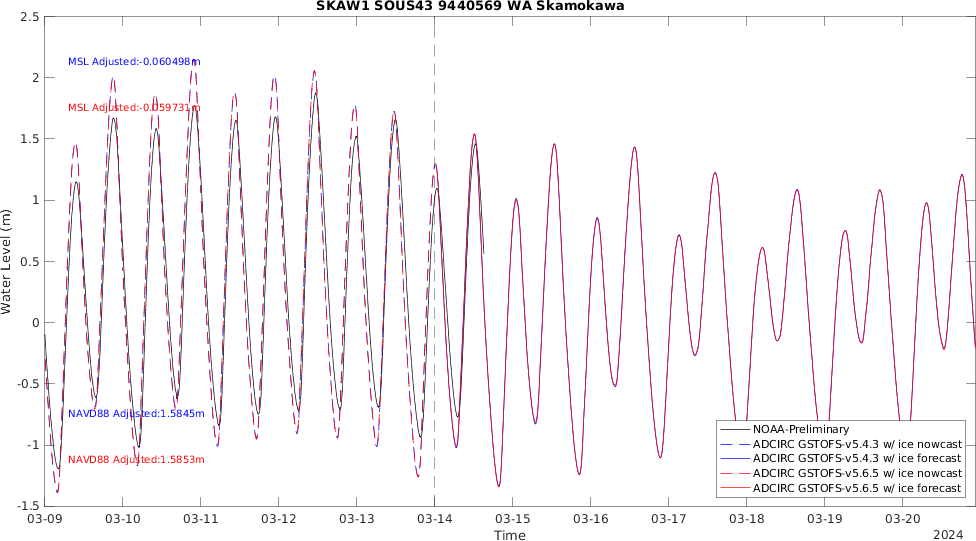 SKAW1 SOUS43 9440569 WA Skamokawa
2.5
2
1.5
1
0.5
0
-0.5
-1
-1.5
Water Level (m)
MSL Adjusted:-0.060498m
MSL Adjusted:-0.059731m
NAVD88 Adjusted:1.5845m
NAVD88 Adjusted:1.5853m
NOAA-Preliminary
ADCIRC GSTOFS-v5.4.3 w/ ice nowcast
ADCIRC GSTOFS-v5.4.3 w/ ice forecast
ADCIRC GSTOFS-v5.6.5 w/ ice nowcast
ADCIRC GSTOFS-v5.6.5 w/ ice forecast
03-09 03-10 03-11 03-12 03-13 03-14 03-15 03-16 03-17 03-18 03-19 03-20
Time
2024